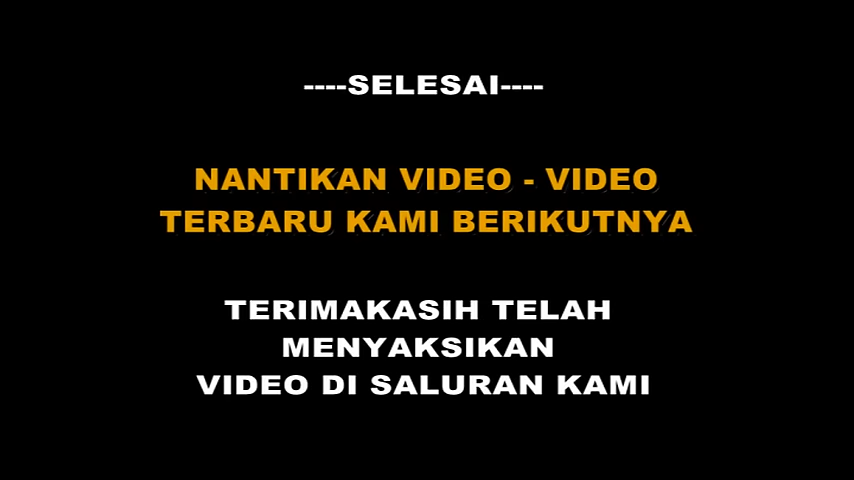 ----SELESAI----
NANTIKAN VIDEO - VIDEO
TERBARU KAMI BERIKUTNYA
TERIMAKASIH TELAH
MENYAKSIKAN
VIDEO DI SALURAN KAMI